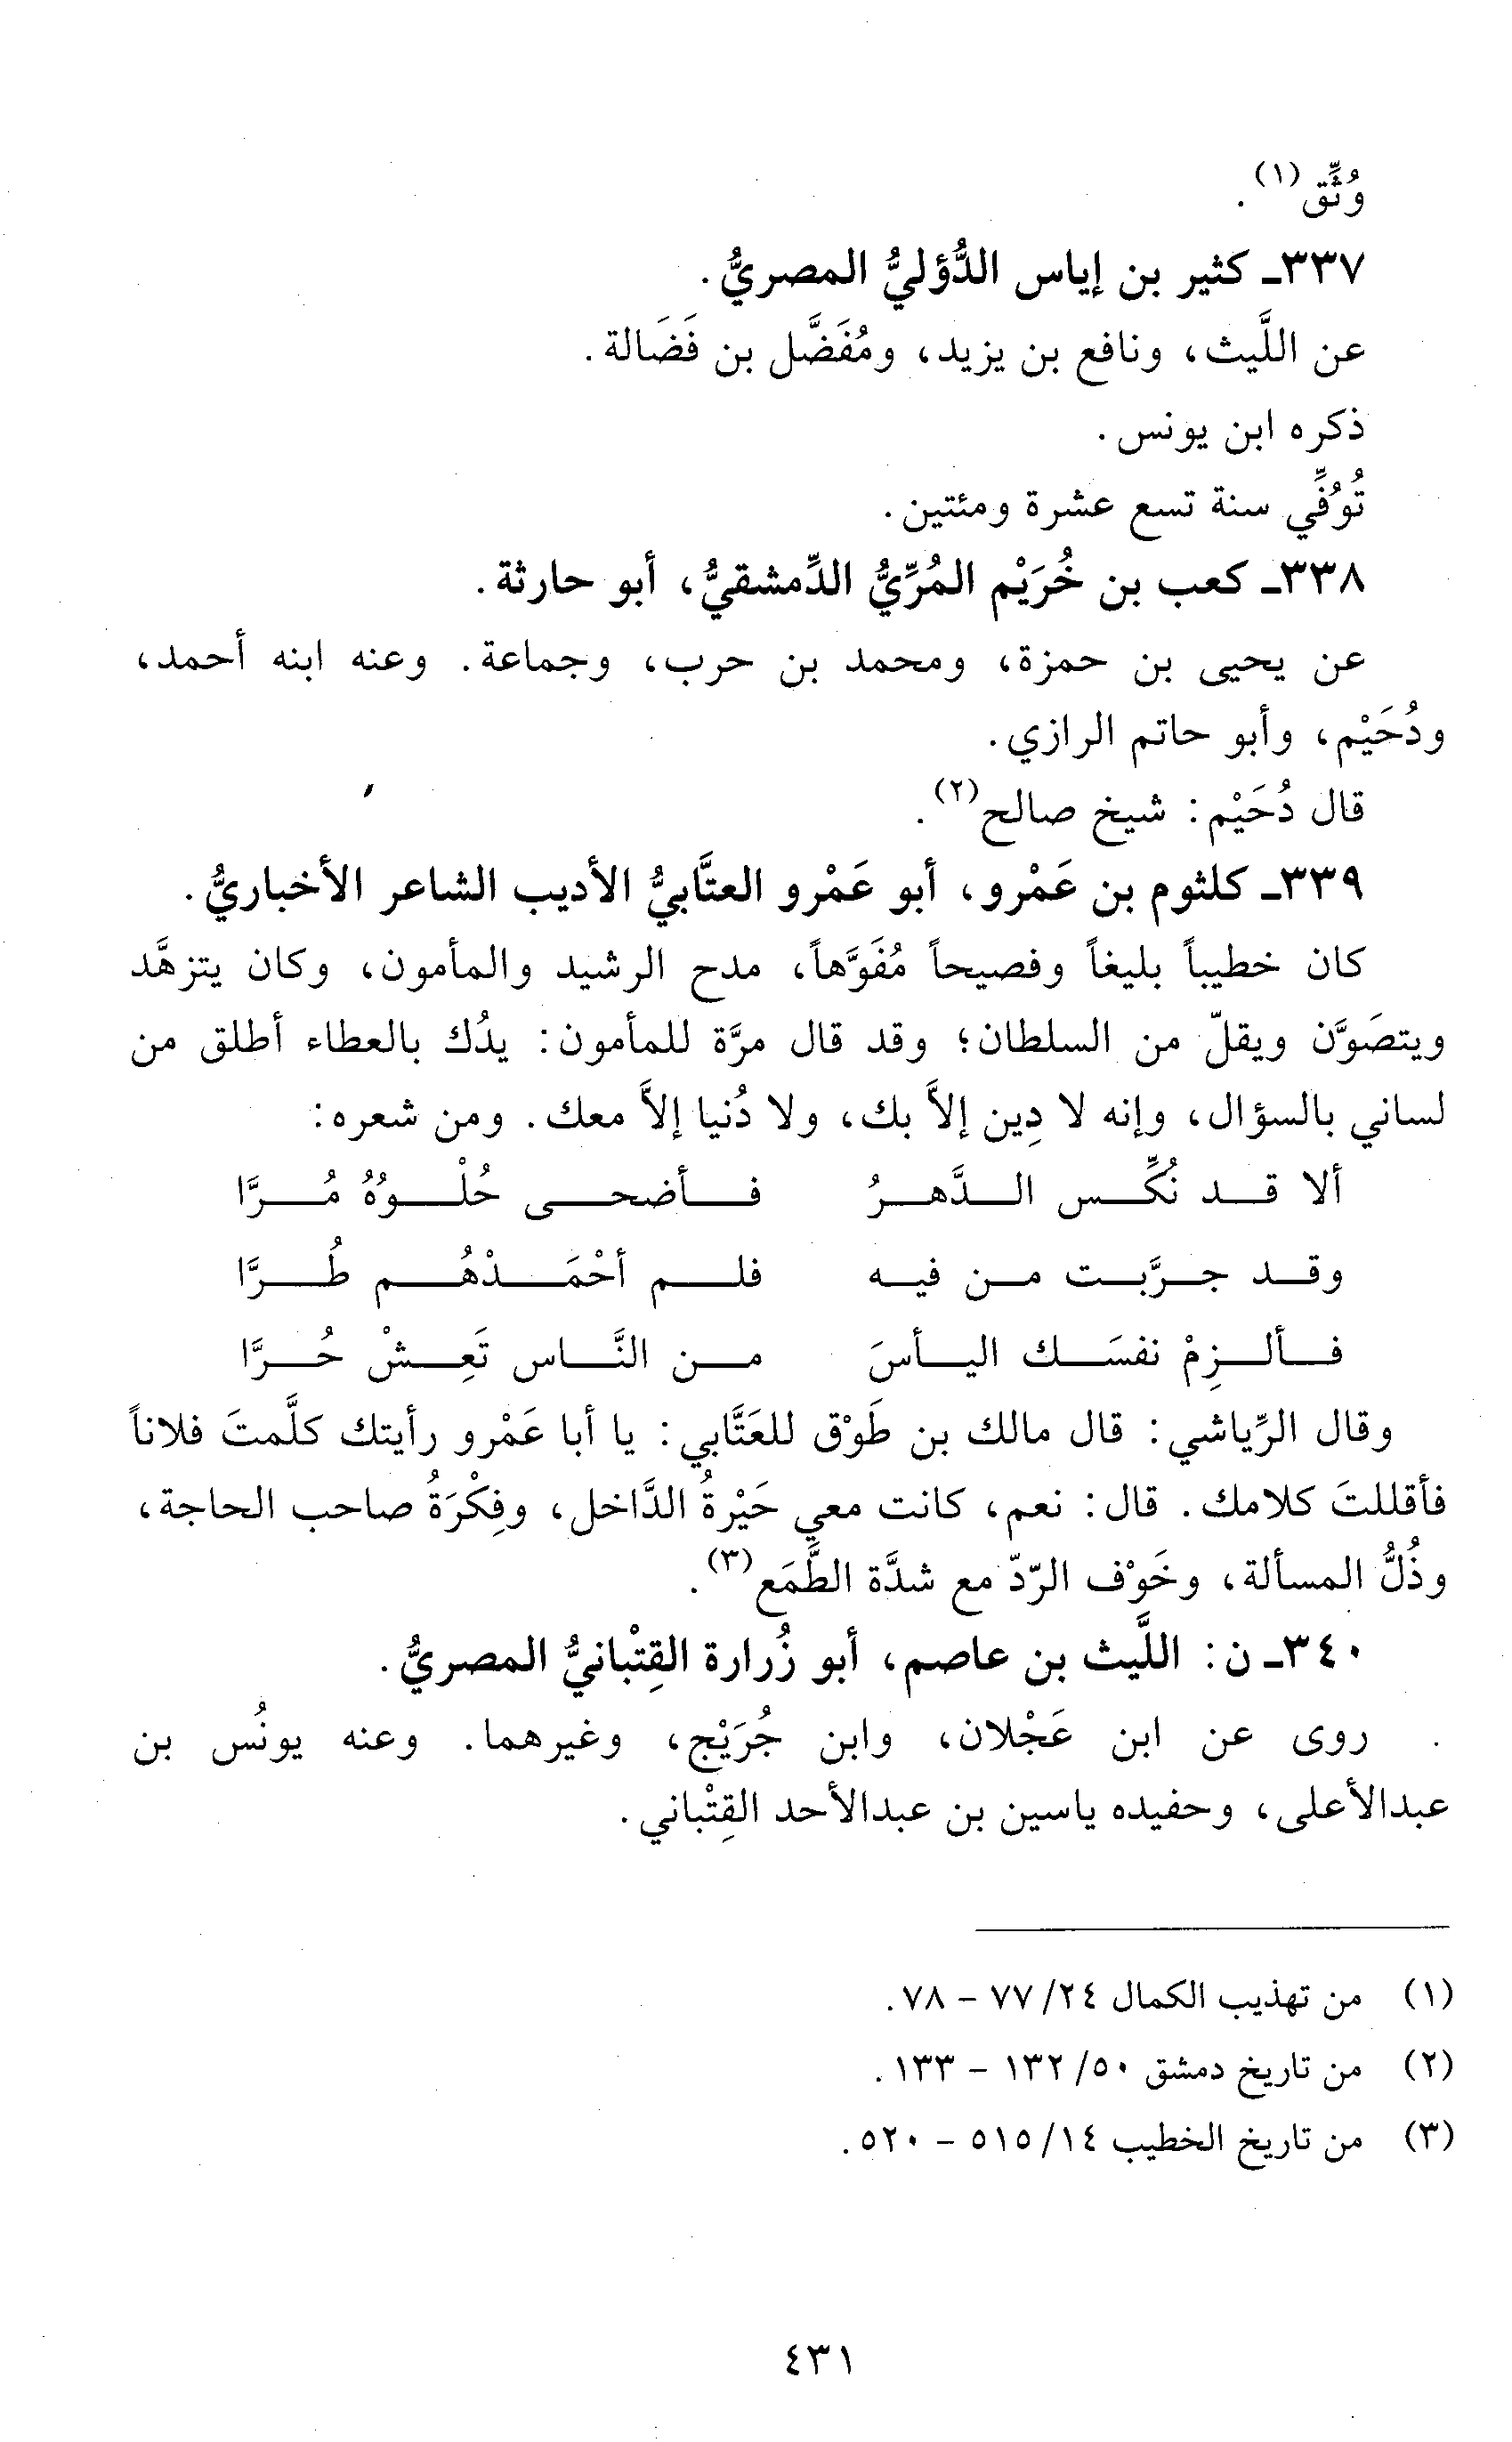 وُثِّق(١).
٣٣٧ـ كثير بن إياس الدُّؤليُّ المصريُّ.
عن اللَّيث، ونافع بن يزيد، ومُفَضَّل بن فَضَالة.
ذكره ابن يونس.
تُوُفِّي سنة تسع عشرة ومئتين.
٣٣٨ـ كعب بن خُرَيْم المُرِّيُّ الدِّمشقيُّ، أبو حارثة.
عن يحيى بن حمزة، ومحمد بن حرب، وجماعة. وعنه ابنه أحمد،
ودُحَيْم، وأبو حاتم الرازي.
قال دُحَيْم: شيخ صالح(٢).
٣٣٩ـ كلثوم بن عَمْرو، أبو عَمْرو العتَّابيُّ الأديب الشاعر الأخباريُّ.
كان خطيباً بليغاً وفصيحاً مُفَوَّهاً، مدح الرشيد والمأمون، وكان يتزهَّد
ويتصَوَّن ويقلّ من السلطان؛ وقد قال مرَّة للمأمون: يدُك بالعطاء أطلق من
لساني بالسؤال، وإنه لا دِين إلاَّ بك، ولا دُنيا إلاَّ معك. ومن شعره:
ألا قد نُكِّس الدَّهرُ فأضحى حُلْوُهُ مُرَّا
وقد جرَّبت من فيه فلم أحْمَدْهُم طُرَّا
فألزِمْ نفسَك اليأسَ من النَّاس تَعِشْ حُرَّا
وقال الرِّياشي: قال مالك بن طَوْق للعَتَّابي: يا أبا عَمْرو رأيتك كلَّمتَ فلاناً
فأقللتَ كلامك. قال: نعم، كانت معي حَيْرةُ الدَّاخل، وفِكْرَةُ صاحب الحاجة،
وذُلُّ المسألة، وخَوْف الرّدّ مع شدَّة الطَّمَع(٣).
٣٤٠ـ ن: اللَّيث بن عاصم، أبو زُرارة القِتْبانيُّ المصريُّ.
روى عن ابن عَجْلان، وابن جُرَيْج، وغيرهما. وعنه يونُس بن
عبدالأعلى، وحفيده ياسين بن عبدالأحد القِتْباني.
(١) من تهذيب الكمال ٢٤/ ٧٧ - ٧٨.
(٢) من تاريخ دمشق ٥٠/ ١٣٢ - ١٣٣.
(٣) من تاريخ الخطيب ١٤/ ٥١٥ - ٥٢٠.
٤٣١